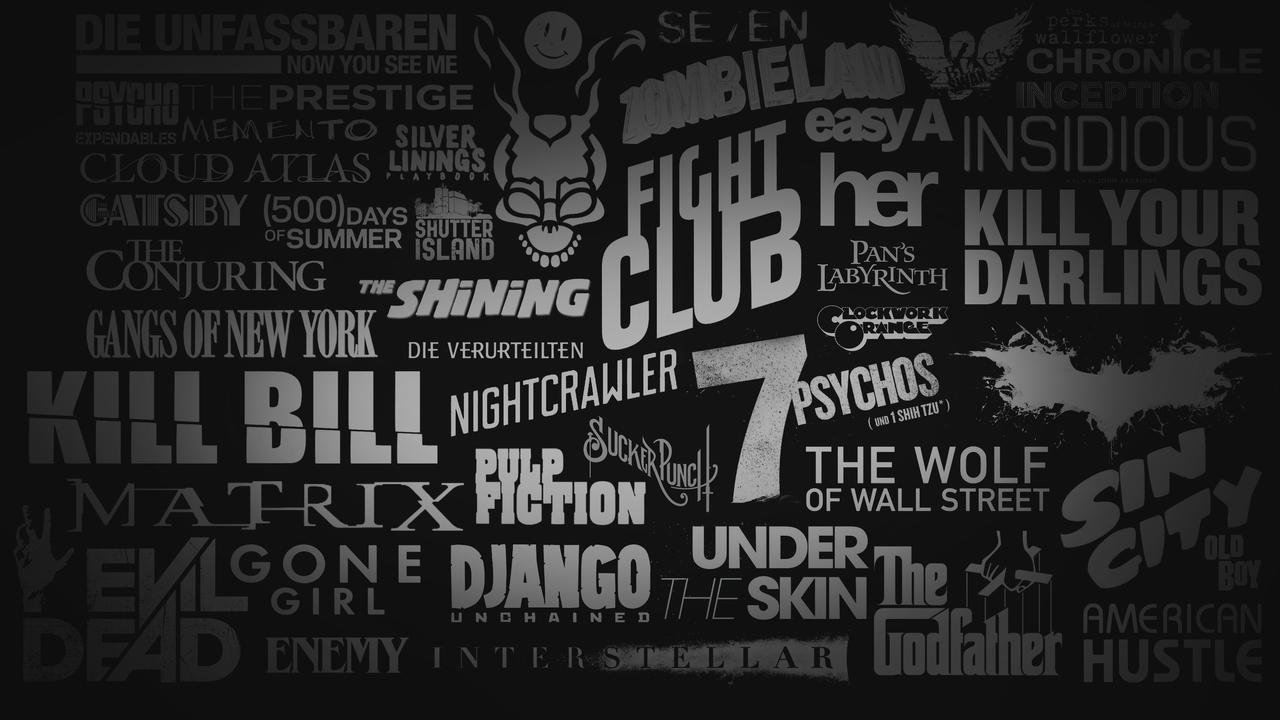 DIE UNFASSBAREN
NOW YOU SEE ME
SE7EN
the perks of being a wallflower
CHRONICLE
ZOMBIELAND
BLACK
PSYCHO
THE PRESTIGE
INCEPTION
EXPENDABLES
MEMENTO
easy A
INSIDIOUS
SILVER
LININGS
PLAYBOOK
CLOUD ATLAS
FIGHT
CLUB
her
GATSBY
(500) DAYS
OF SUMMER
SHUTTER
ISLAND
KILL YOUR
DARLINGS
THE
CONJURING
PAN'S
LABYRINTH
THE SHiNiNG
CLOCKWORK
ORANGE
GANGS OF NEW YORK
DIE VERURTEILTEN
NIGHTCRAWLER
7 PSYCHOS
( UND 1 SHIH TZU* )
KILL BILL
SUCKER PUNCH
PULP
FICTION
THE WOLF
OF WALL STREET
SIN
CITY
MATRIX
OLD
BOY
EVIL
DEAD
GONE
GIRL
DJANGO
UNCHAINED
UNDER
THE SKIN
The
Godfather
AMERICAN
HUSTLE
ENEMY
INTERSTELLAR